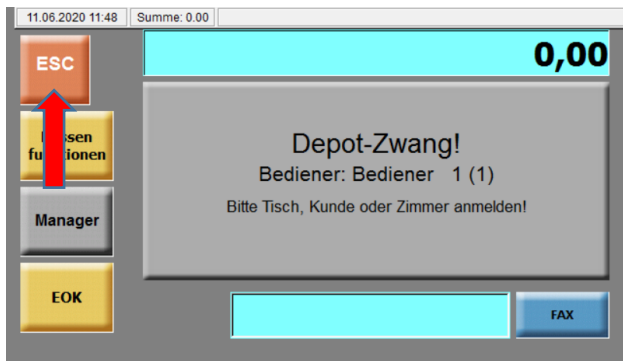 11.06.2020 11:48 Summe: 0.00
0,00
ESC
Depot-Zwang!
Bediener: Bediener 1 (1)
Bitte Tisch, Kunde oder Zimmer anmelden!
Manager
EOK
FAX